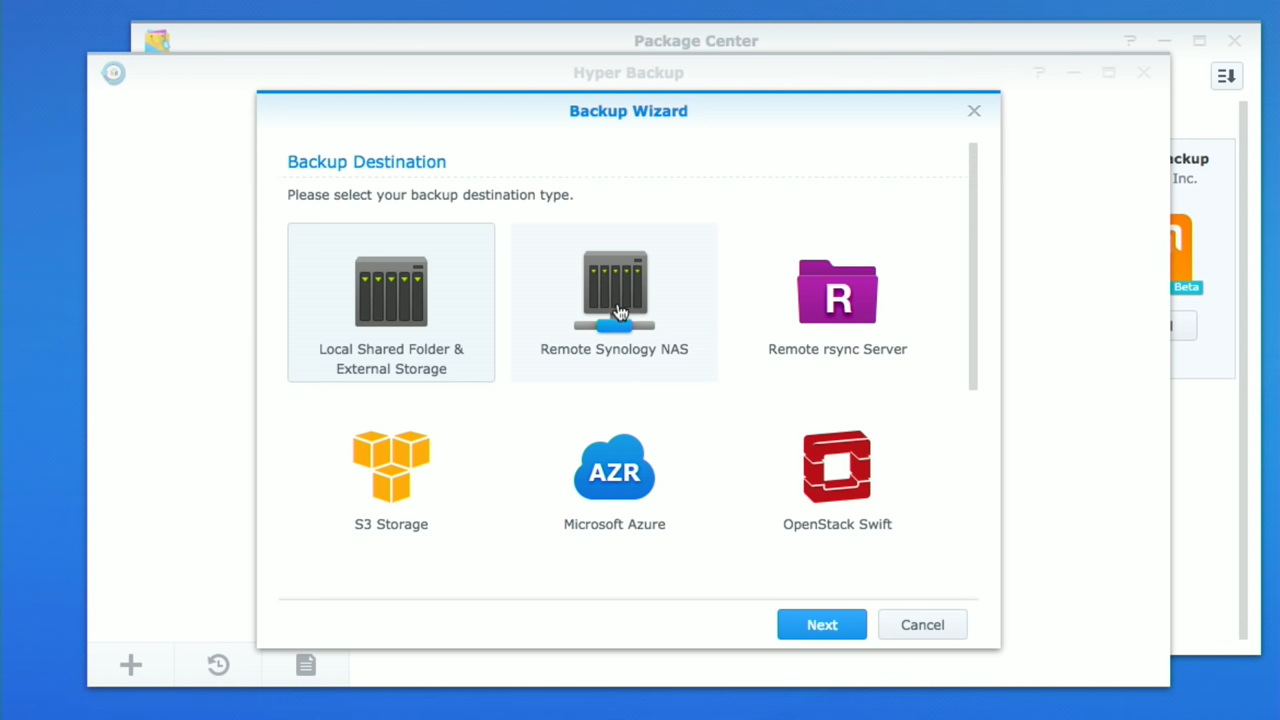 Package Center
Hyper Backup
Backup Wizard
Backup Destination
Please select your backup destination type.
Local Shared Folder &
External Storage
Remote Synology NAS
R
Remote rsync Server
S3 Storage
AZR
Microsoft Azure
OpenStack Swift
Next
Cancel
ackup
Inc.
Beta